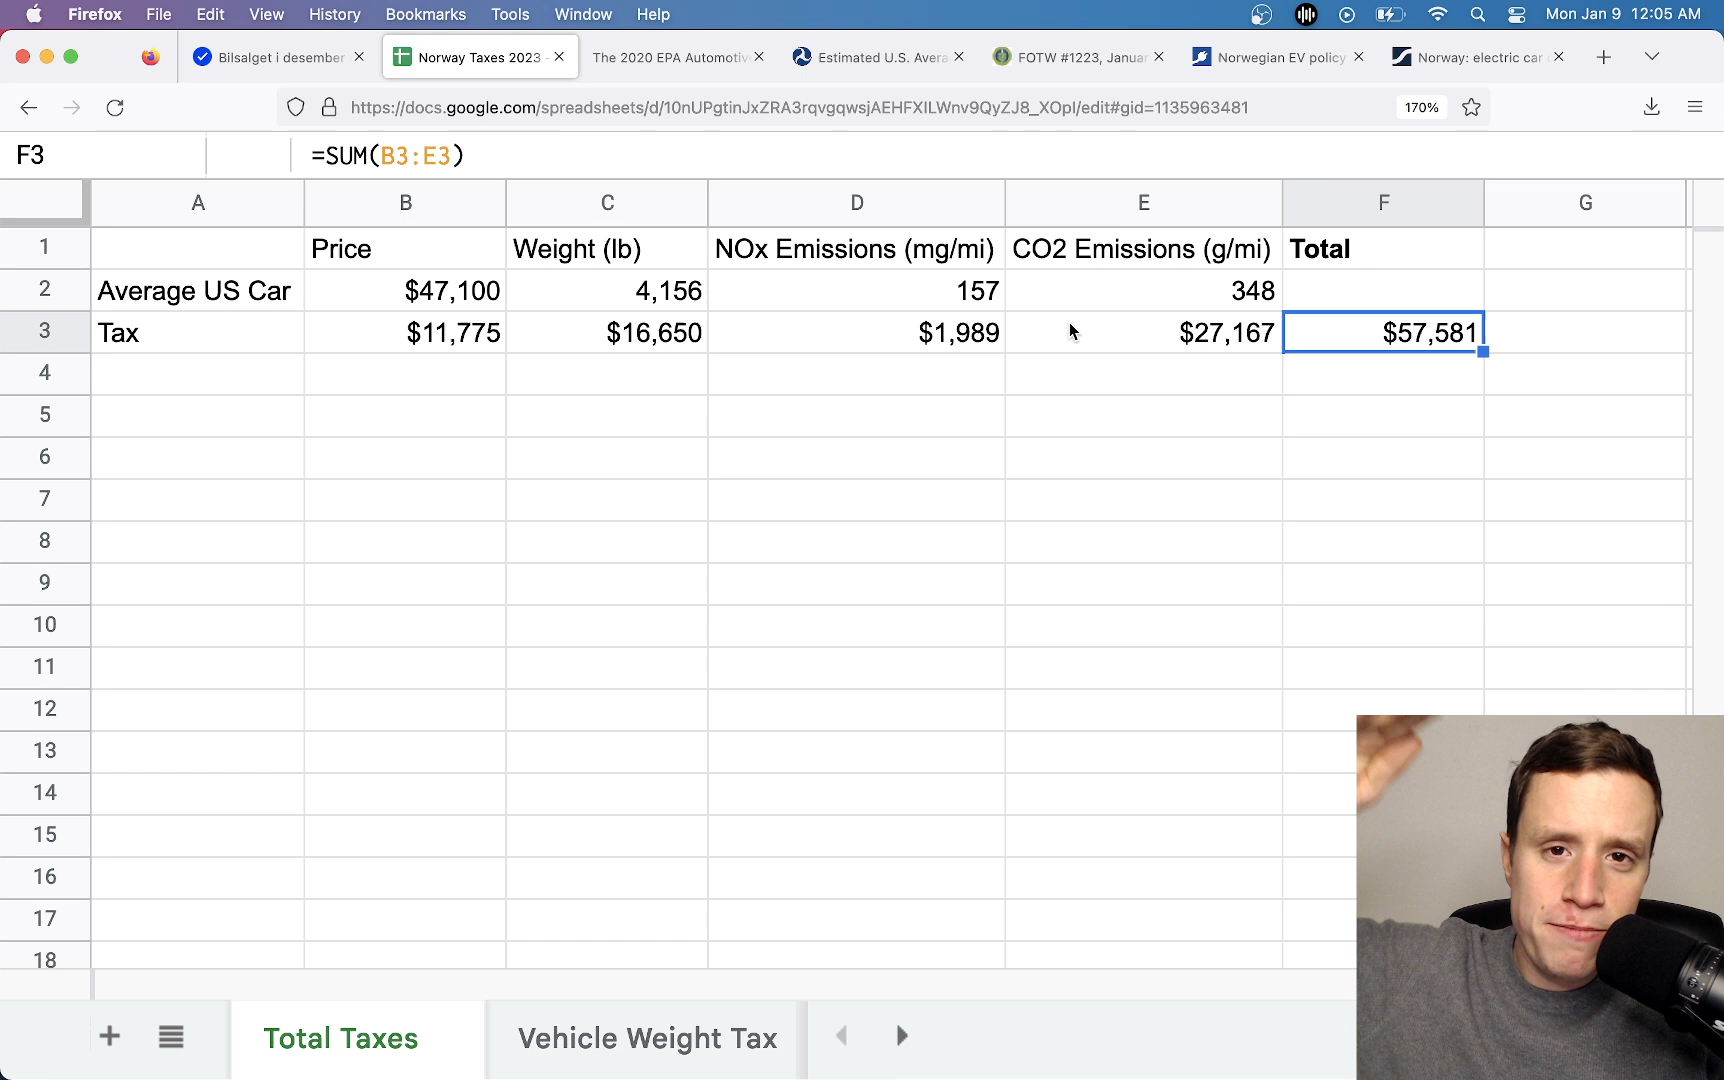 Firefox File Edit View History Bookmarks Tools Window Help Mon Jan 9 12:05 AM
Bilsalget i desember Norway Taxes 2023 - The 2020 EPA Automotiv Estimated U.S. Avera FOTW #1223, Januar Norwegian EV policy Norway: electric car
https://docs.google.com/spreadsheets/d/10nUPgtinJxZRA3rqvgqwsjAEHFXILWnv9QyZJ8_XOpI/edit#gid=1135963481 170%
F3 =SUM(B3:E3)
A B C D E F G
1 Price Weight (lb) NOx Emissions (mg/mi) CO2 Emissions (g/mi) Total
2 Average US Car $47,100 4,156 157 348
3 Tax $11,775 $16,650 $1,989 $27,167 $57,581
4
5
6
7
8
9
10
11
12
13
14
15
16
17
18
Total Taxes Vehicle Weight Tax